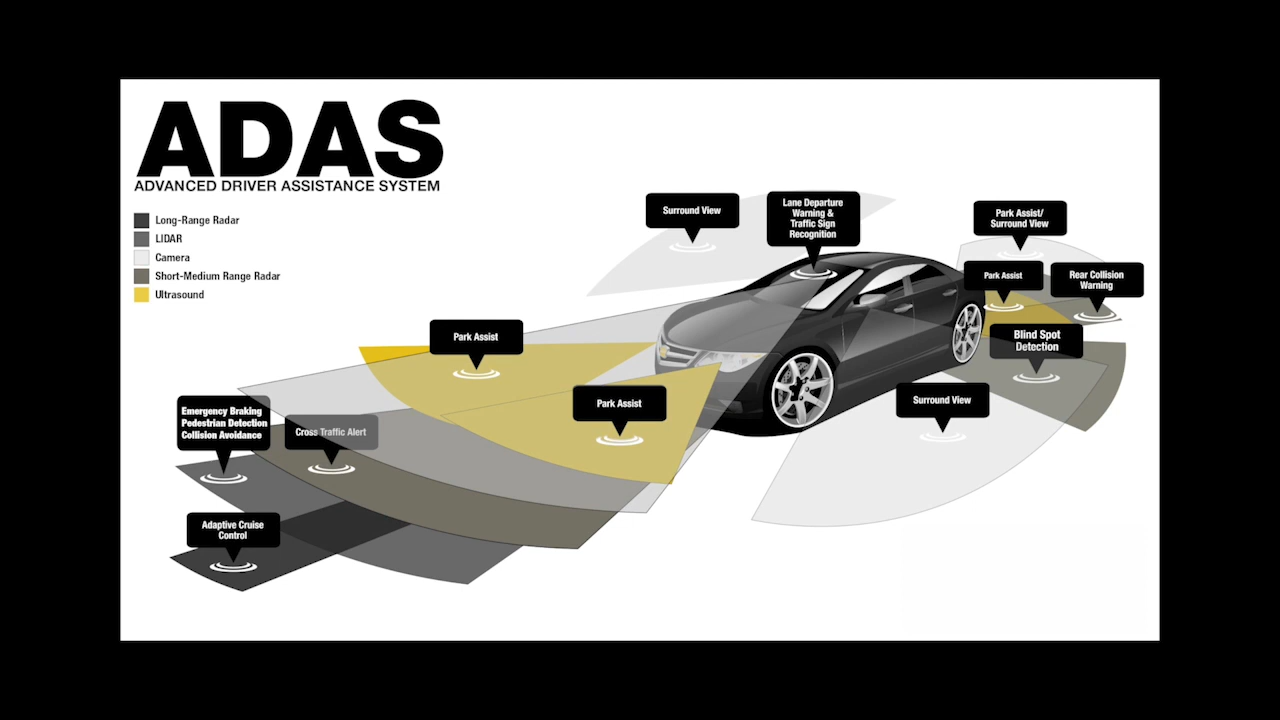 ADAS
ADVANCED DRIVER ASSISTANCE SYSTEM
Long-Range Radar
LIDAR
Camera
Short-Medium Range Radar
Ultrasound
Surround View
Lane Departure
Warning &
Traffic Sign
Recognition
Park Assist/
Surround View
Park Assist
Rear Collision
Warning
Blind Spot
Detection
Park Assist
Park Assist
Surround View
Emergency Braking
Pedestrian Detection
Collision Avoidance
Cross Traffic Alert
Adaptive Cruise
Control